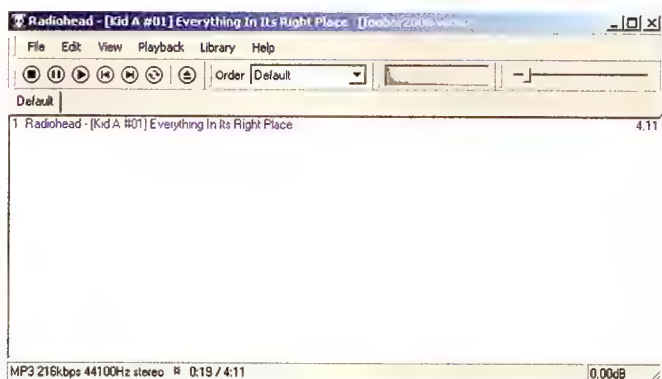 Radiohead - [Kid A #01] Everything In Its Right Place [foobar2000
File Edit View Playback Library Help
Order Default
Default
1 Radiohead - [Kid A #01] Everything In Its Right Place 4:11
MP3 216kbps 44100Hz stereo 0:19 / 4:11 0.00dB